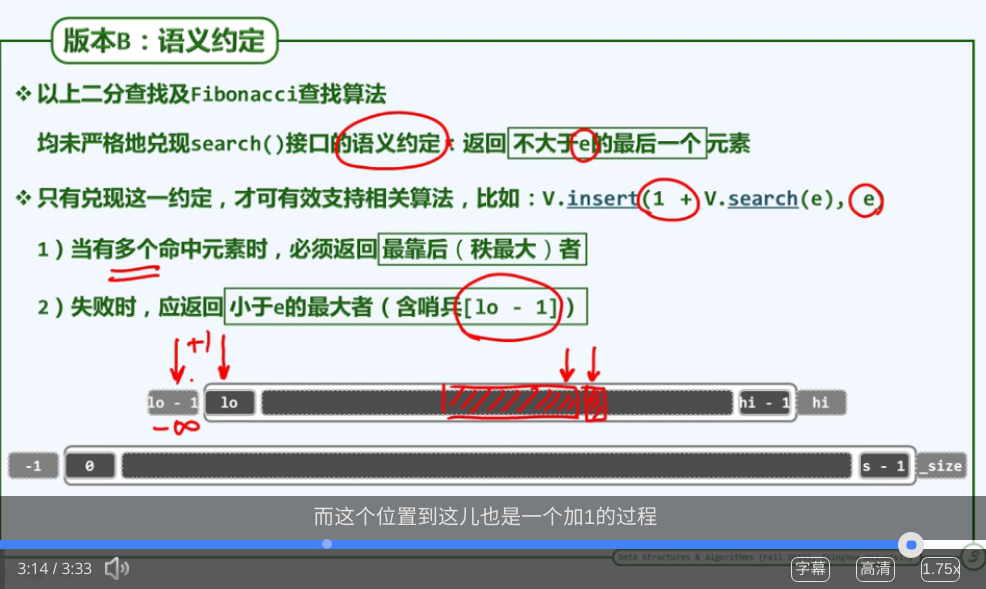 版本B：语义约定
❖以上二分查找及Fibonacci查找算法
均未严格地兑现search()接口的语义约定：返回不大于e的最后一个元素
❖只有兑现这一约定，才可有效支持相关算法，比如：V.insert(1 + V.search(e), e)
1）当有多个命中元素时，必须返回最靠后（秩最大）者
2）失败时，应返回小于e的最大者（含哨兵[lo - 1]）
+1
lo - 1 lo hi - 1 hi
-∞
-1 0 s - 1 _size
而这个位置到这儿也是一个加1的过程
Data Structures & Algorithms (Fall
3
3:14 / 3:33 字幕 高清 1.75x